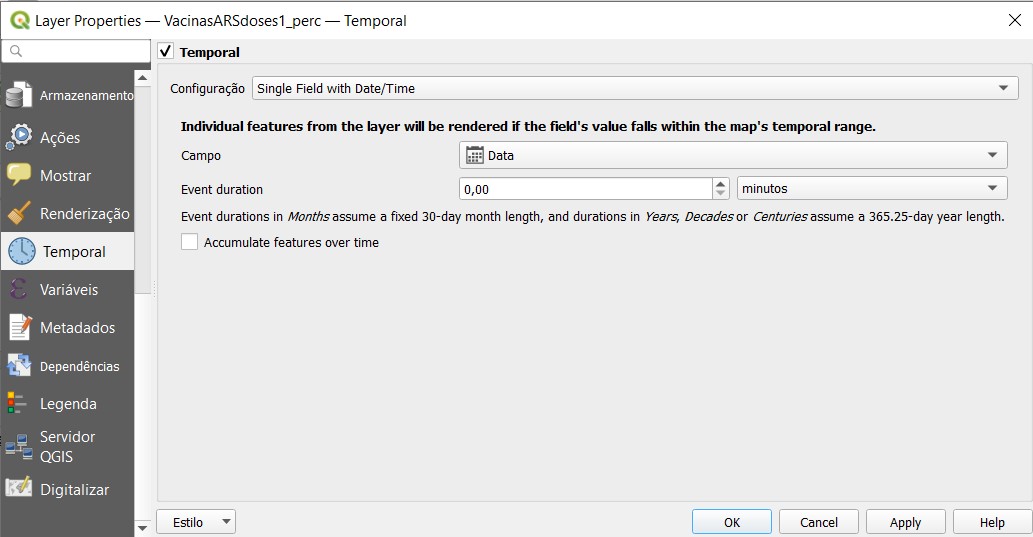 Layer Properties — VacinasARSdoses1_perc — Temporal
Temporal
Armazenamento
Ações
Mostrar
Renderização
Temporal
Variáveis
Metadados
Dependências
Legenda
Servidor
QGIS
Digitalizar
Configuração Single Field with Date/Time
Individual features from the layer will be rendered if the field's value falls within the map's temporal range.
Campo Data
Event duration 0,00 minutos
Event durations in Months assume a fixed 30-day month length, and durations in Years, Decades or Centuries assume a 365.25-day year length.
Accumulate features over time
Estilo OK Cancel Apply Help